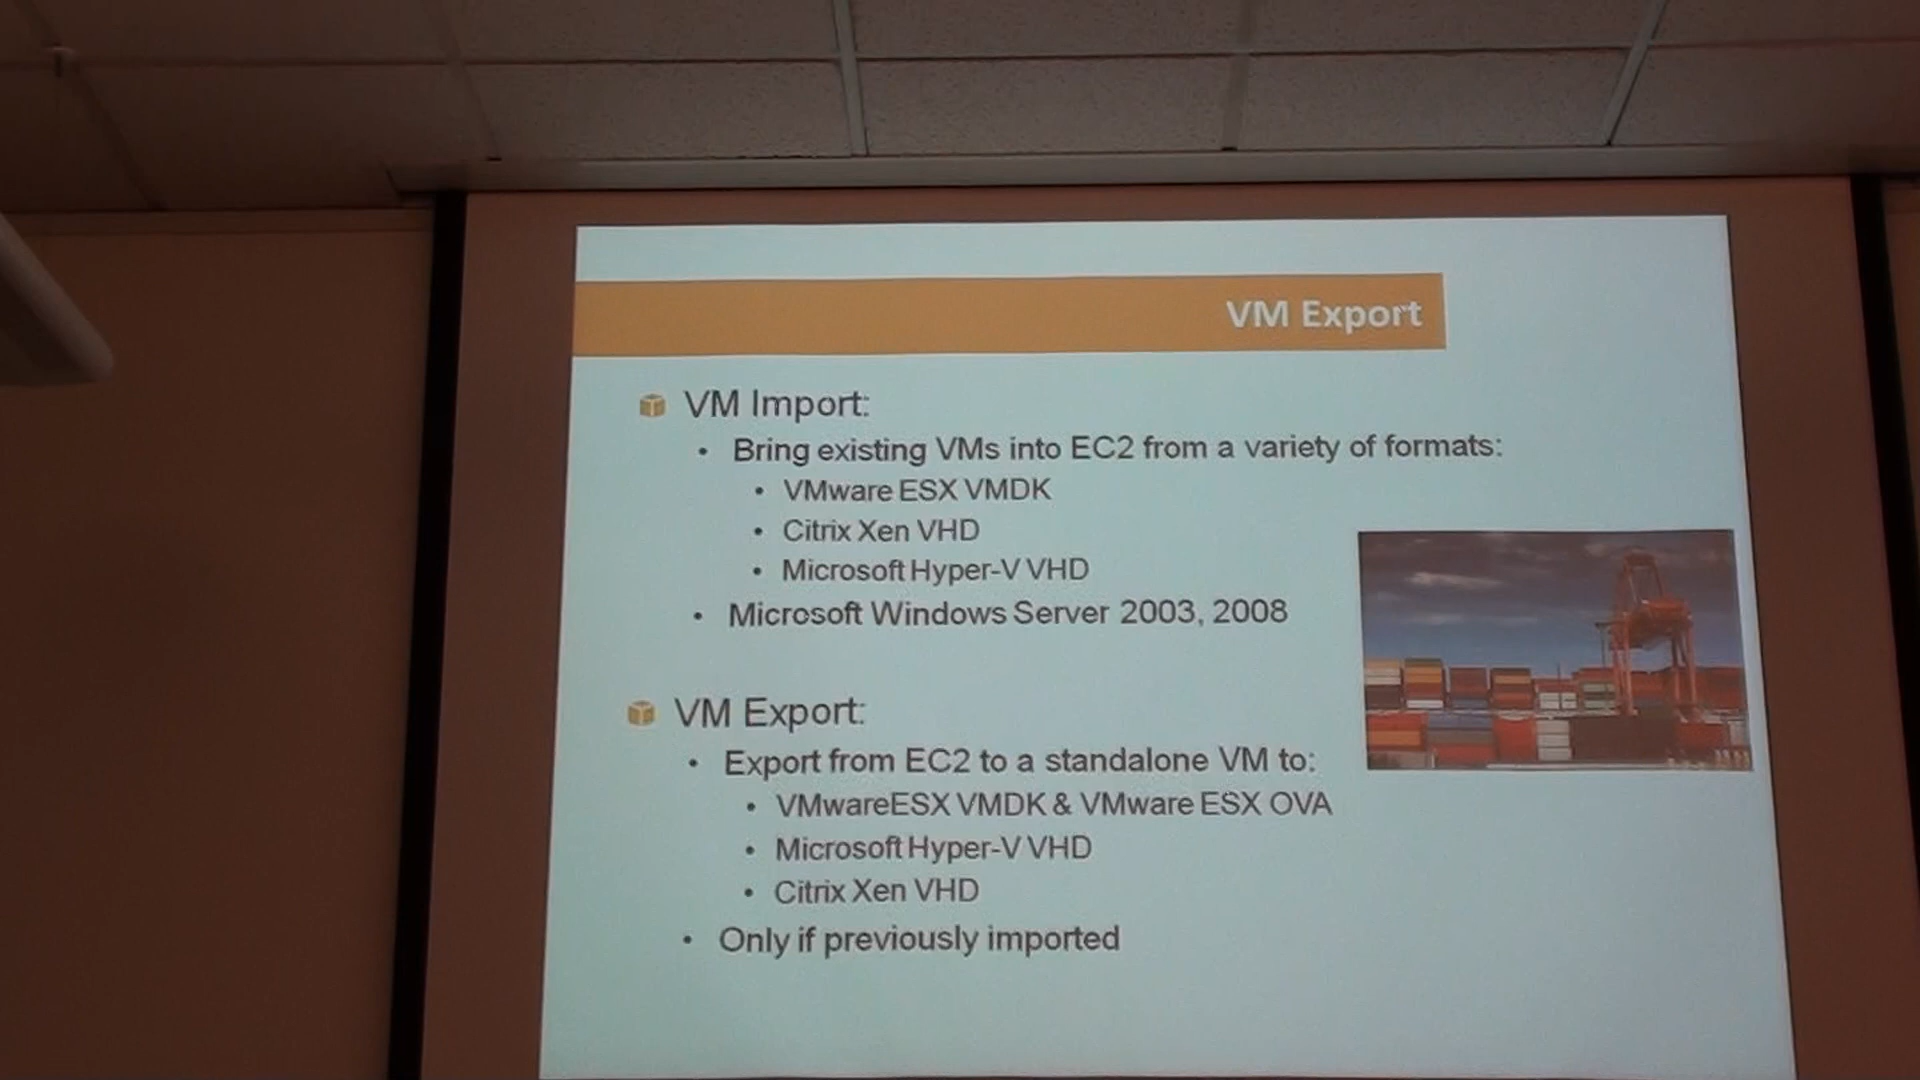 VM Export
VM Import:
• Bring existing VMs into EC2 from a variety of formats:
• VMware ESX VMDK
• Citrix Xen VHD
• Microsoft Hyper-V VHD
• Microsoft Windows Server 2003, 2008
VM Export:
• Export from EC2 to a standalone VM to:
• VMwareESX VMDK & VMware ESX OVA
• Microsoft Hyper-V VHD
• Citrix Xen VHD
• Only if previously imported